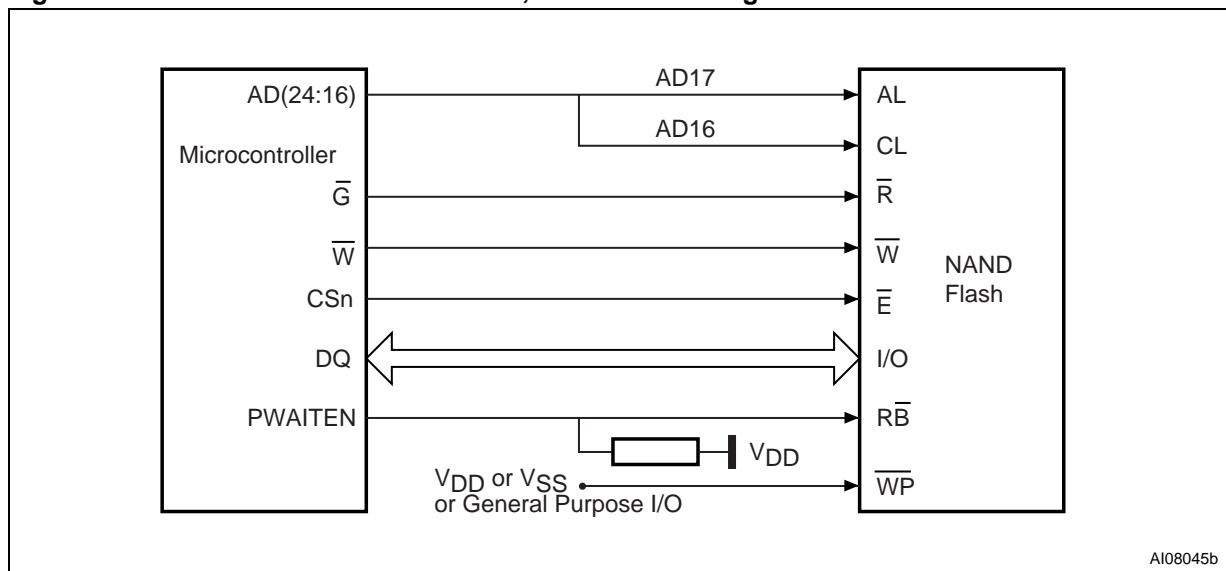 AD(24:16)
AD17
AL
AD16
CL
Microcontroller
G̅
R̅
W̅
W̅
NAND
Flash
CSn
E̅
DQ
I/O
PWAITEN
RB̅
VDD
VDD or VSS
or General Purpose I/O
W̅P̅
AI08045b